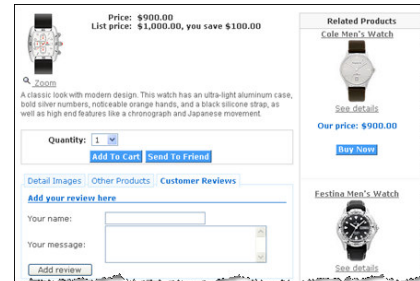 Price: $900.00
List price: $1,000.00, you save $100.00
Zoom
A classic look with modern design. This watch has an ultra-light aluminum case,
bold silver numbers, noticeable orange hands, and a black silicone strap, as
well as high end features like a chronograph and Japanese movement.
Quantity: 1
Add To Cart Send To Friend
Detail Images Other Products Customer Reviews
Add your review here
Your name:
Your message:
Add review
Related Products
Cole Men's Watch
See details
Our price: $900.00
Buy Now
Festina Men's Watch
See details